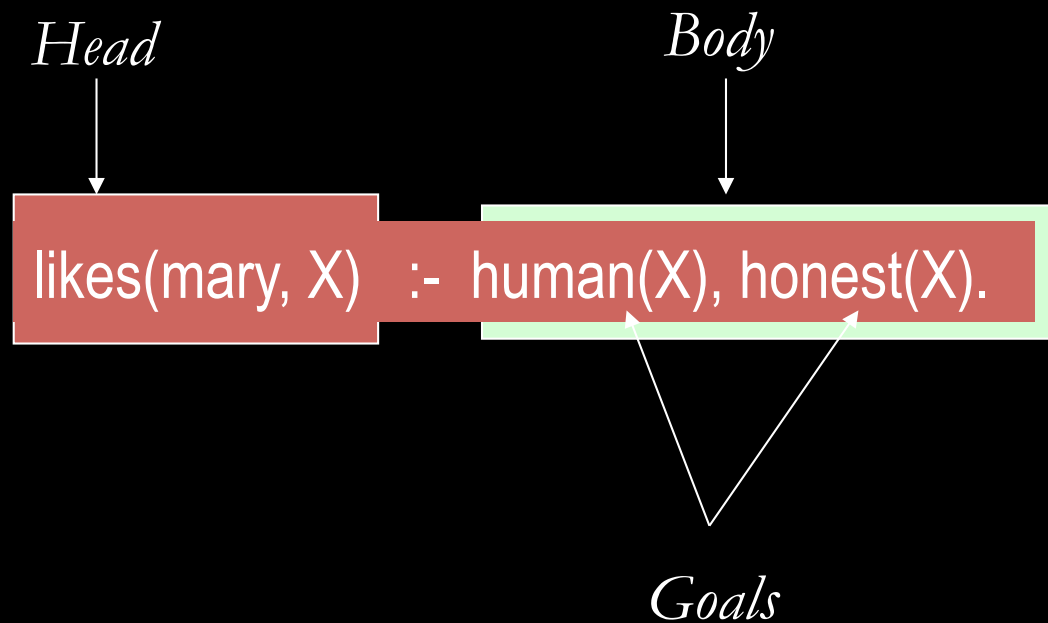 Head
Body
likes(mary, X) :- human(X), honest(X).
Goals